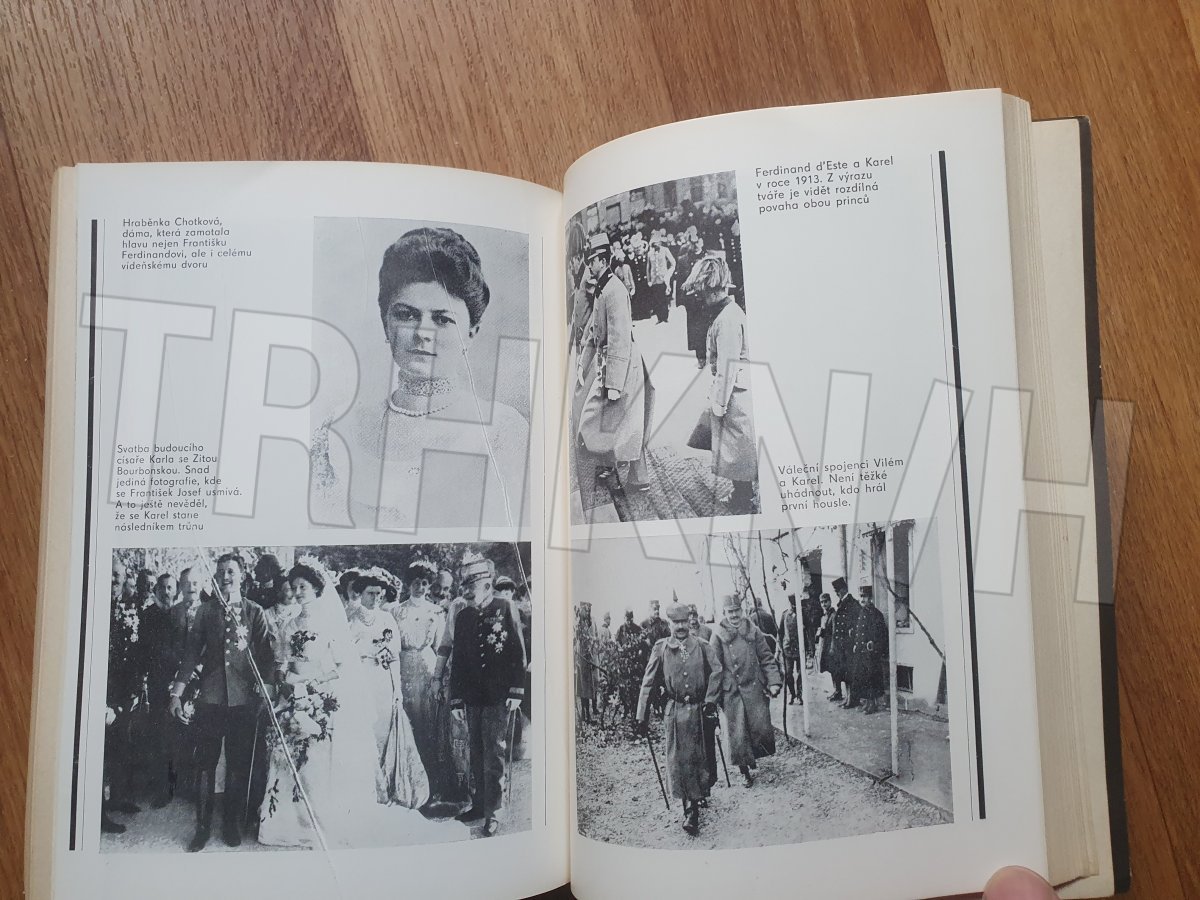 Hraběnka Chotková,
dáma, která zamotala
hlavu nejen Františku
Ferdinandovi, ale i celému
vídeňskému dvoru
Svatba budoucího
císaře Karla se Zitou
Bourbonskou. Snad
jediná fotografie, kde
se František Josef usmívá.
A to ještě nevěděl,
že se Karel stane
následníkem trůnu
Ferdinand d'Este a Karel
v roce 1913. Z výrazu
tváře je vidět rozdílná
povaha obou princů
Váleční spojenci Vilém
a Karel. Není těžké
uhádnout, kdo hrál
první housle.
TRHKNIH